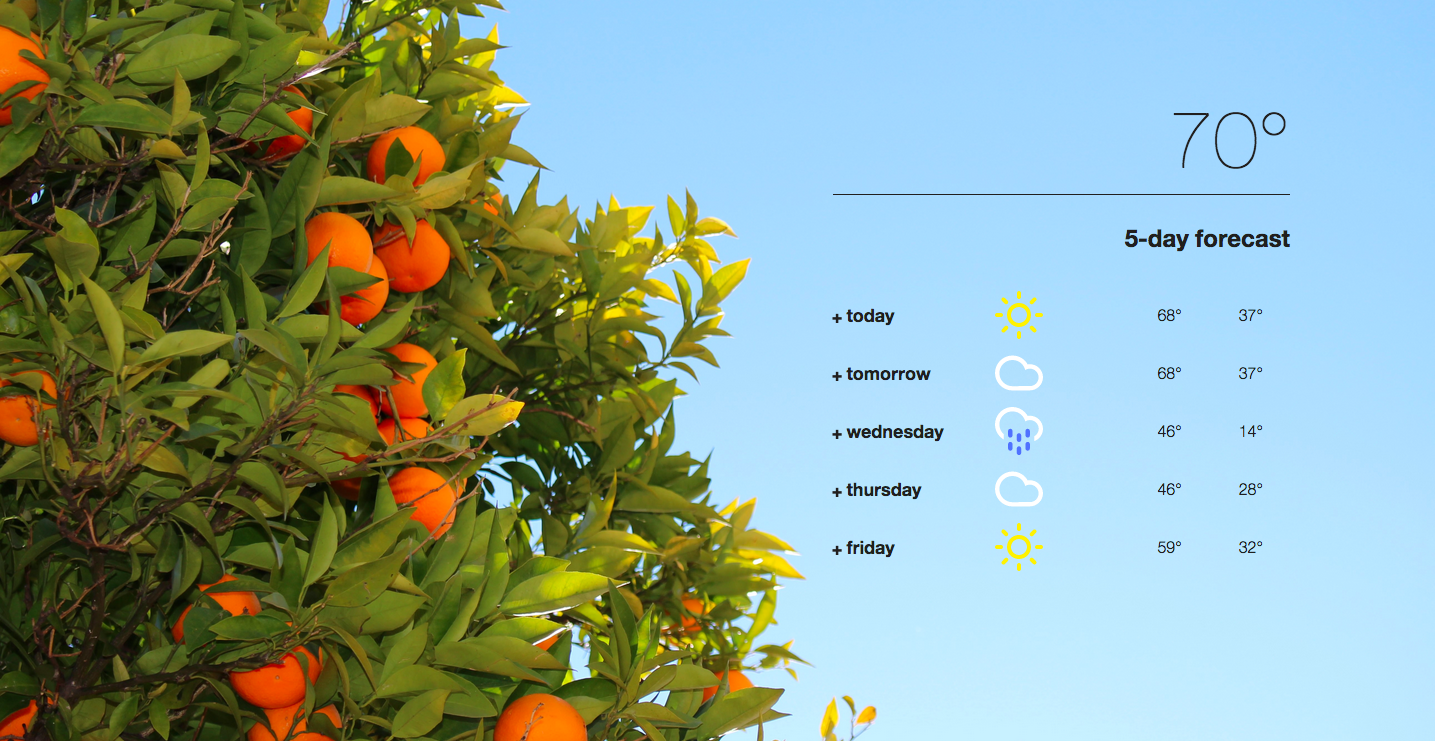 70°
5-day forecast
+ today 68° 37°
+ tomorrow 68° 37°
+ wednesday 46° 14°
+ thursday 46° 28°
+ friday 59° 32°